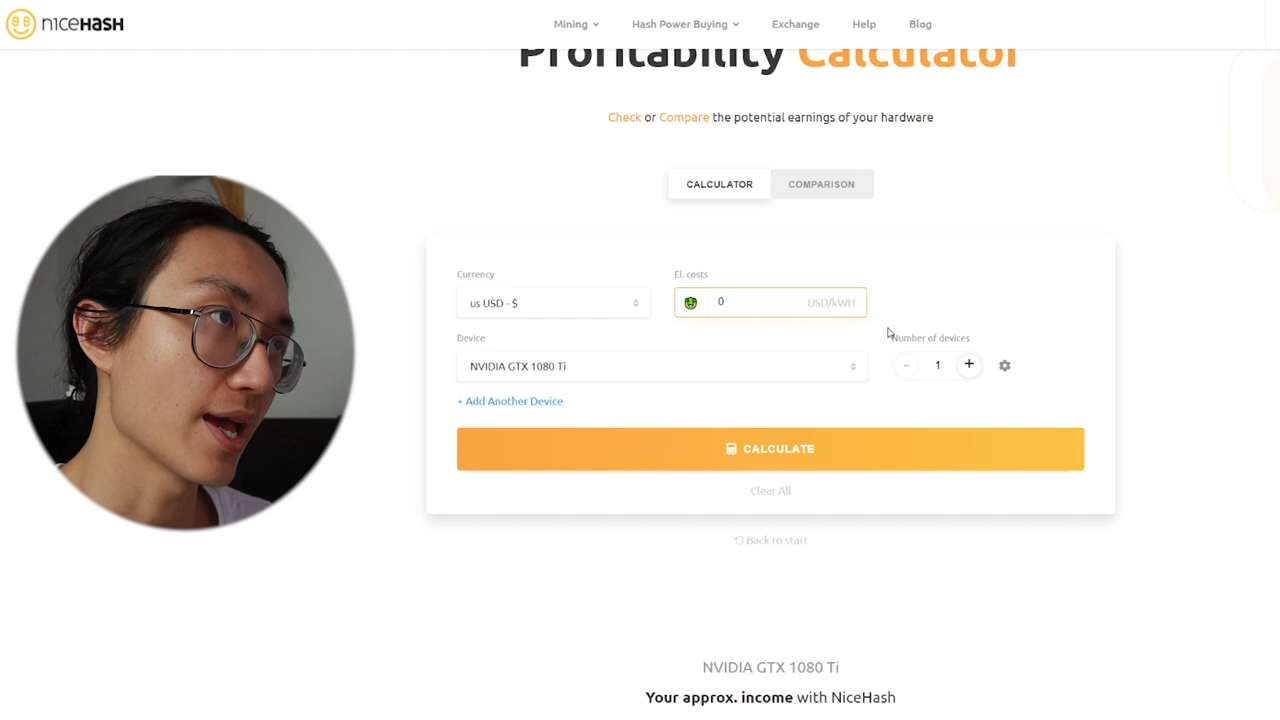 nICEHASH
Mining
Hash Power Buying
Exchange
Help
Blog
Profitability Calculator
Check or Compare the potential earnings of your hardware
CALCULATOR
COMPARISON
Currency
El. costs
us USD - $
0
USD/kWH
Device
Number of devices
NVIDIA GTX 1080 Ti
-
1
+
+ Add Another Device
CALCULATE
Clear All
Back to start
NVIDIA GTX 1080 Ti
Your approx. income with NiceHash